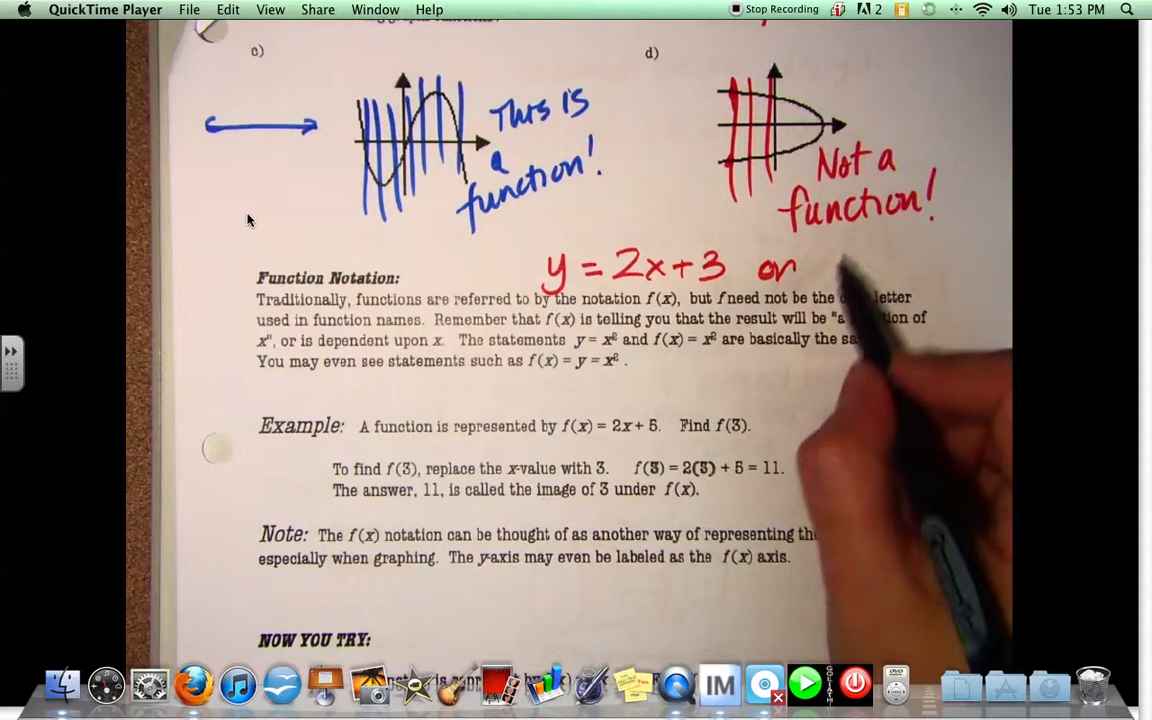 QuickTime Player File Edit View Share Window Help Stop Recording 2 Tue 1:53 PM
c)
d)
This is
a
function!
Not a
function!
y = 2x+3 or
Function Notation:
Traditionally, functions are referred to by the notation f(x), but f need not be the letter
used in function names. Remember that f(x) is telling you that the result will be "a of
x", or is dependent upon x. The statements y = x² and f(x) = x² are basically the
You may even see statements such as f(x) = y = x² .
Example: A function is represented by f(x) = 2x + 5. Find f(3).
To find f(3), replace the x-value with 3. f(3) = 2(3) + 5 = 11.
The answer, 11, is called the image of 3 under f(x).
Note: The f(x) notation can be thought of as another way of representing the
especially when graphing. The y-axis may even be labeled as the f(x) axis.
NOW YOU TRY:
IM